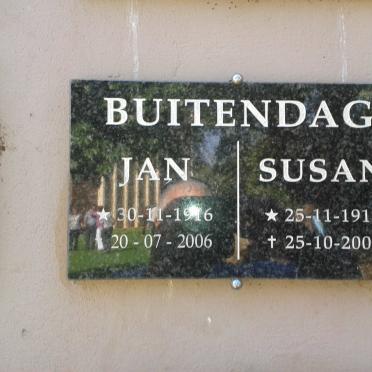 BUITENDAG
JAN SUSAN
★ 30-11-1916 ★ 25-11-191
20 - 07 - 2006 ✝ 25-10-200